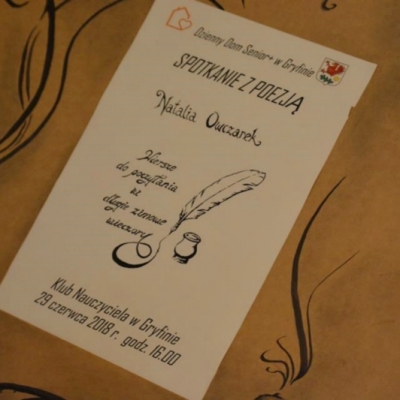 Dzienny Dom Senior+ w Gryfinie
SPOTKANIE Z POEZJĄ
Natalia Owczarek
Wiersze
do poczytania
w
długie zimowe
wieczory
Klub Nauczyciela w Gryfinie
29 czerwca 2018 r. godz. 16.00